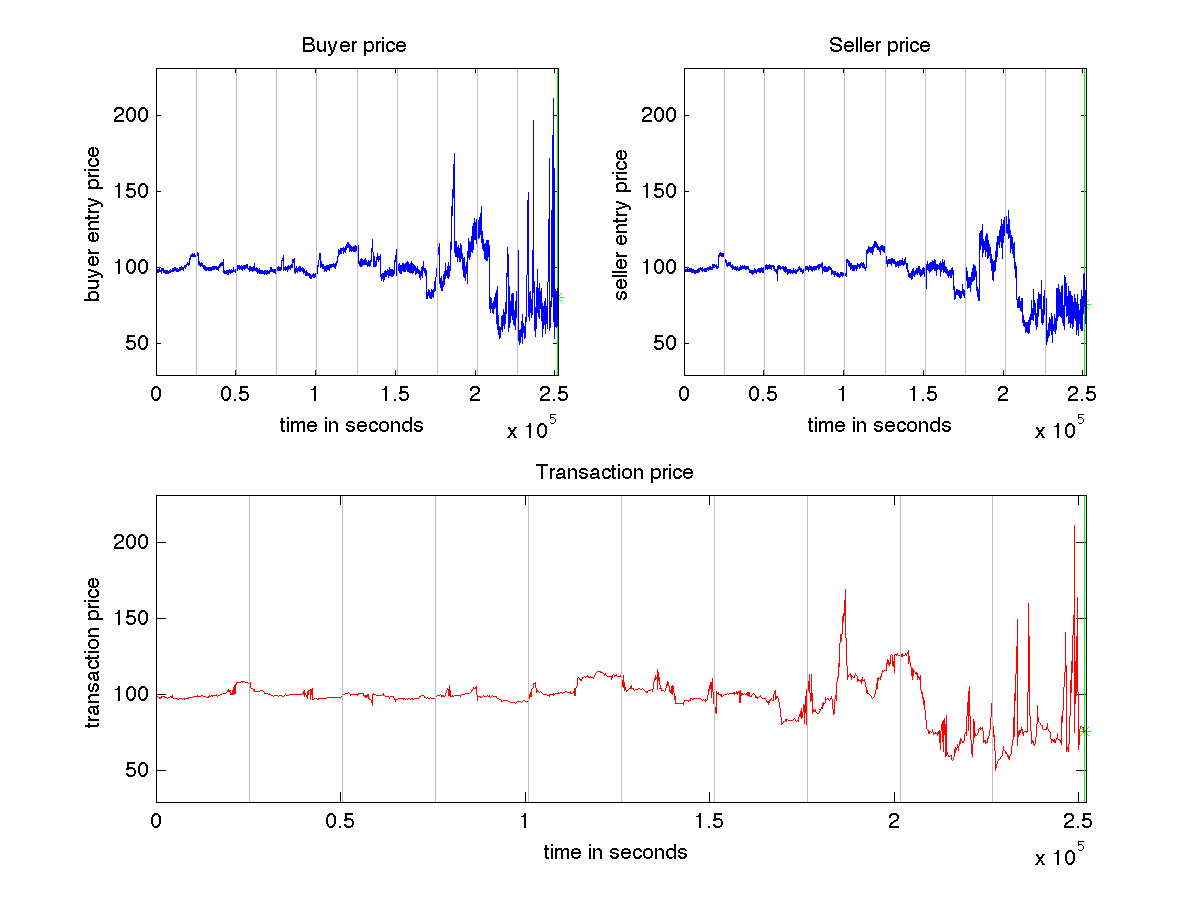 Buyer price
Seller price
buyer entry price
200
150
100
50
0 0.5 1 1.5 2 2.5
time in seconds
x 10^5
seller entry price
200
150
100
50
0 0.5 1 1.5 2 2.5
time in seconds
x 10^5
Transaction price
transaction price
200
150
100
50
0 0.5 1 1.5 2 2.5
time in seconds
x 10^5